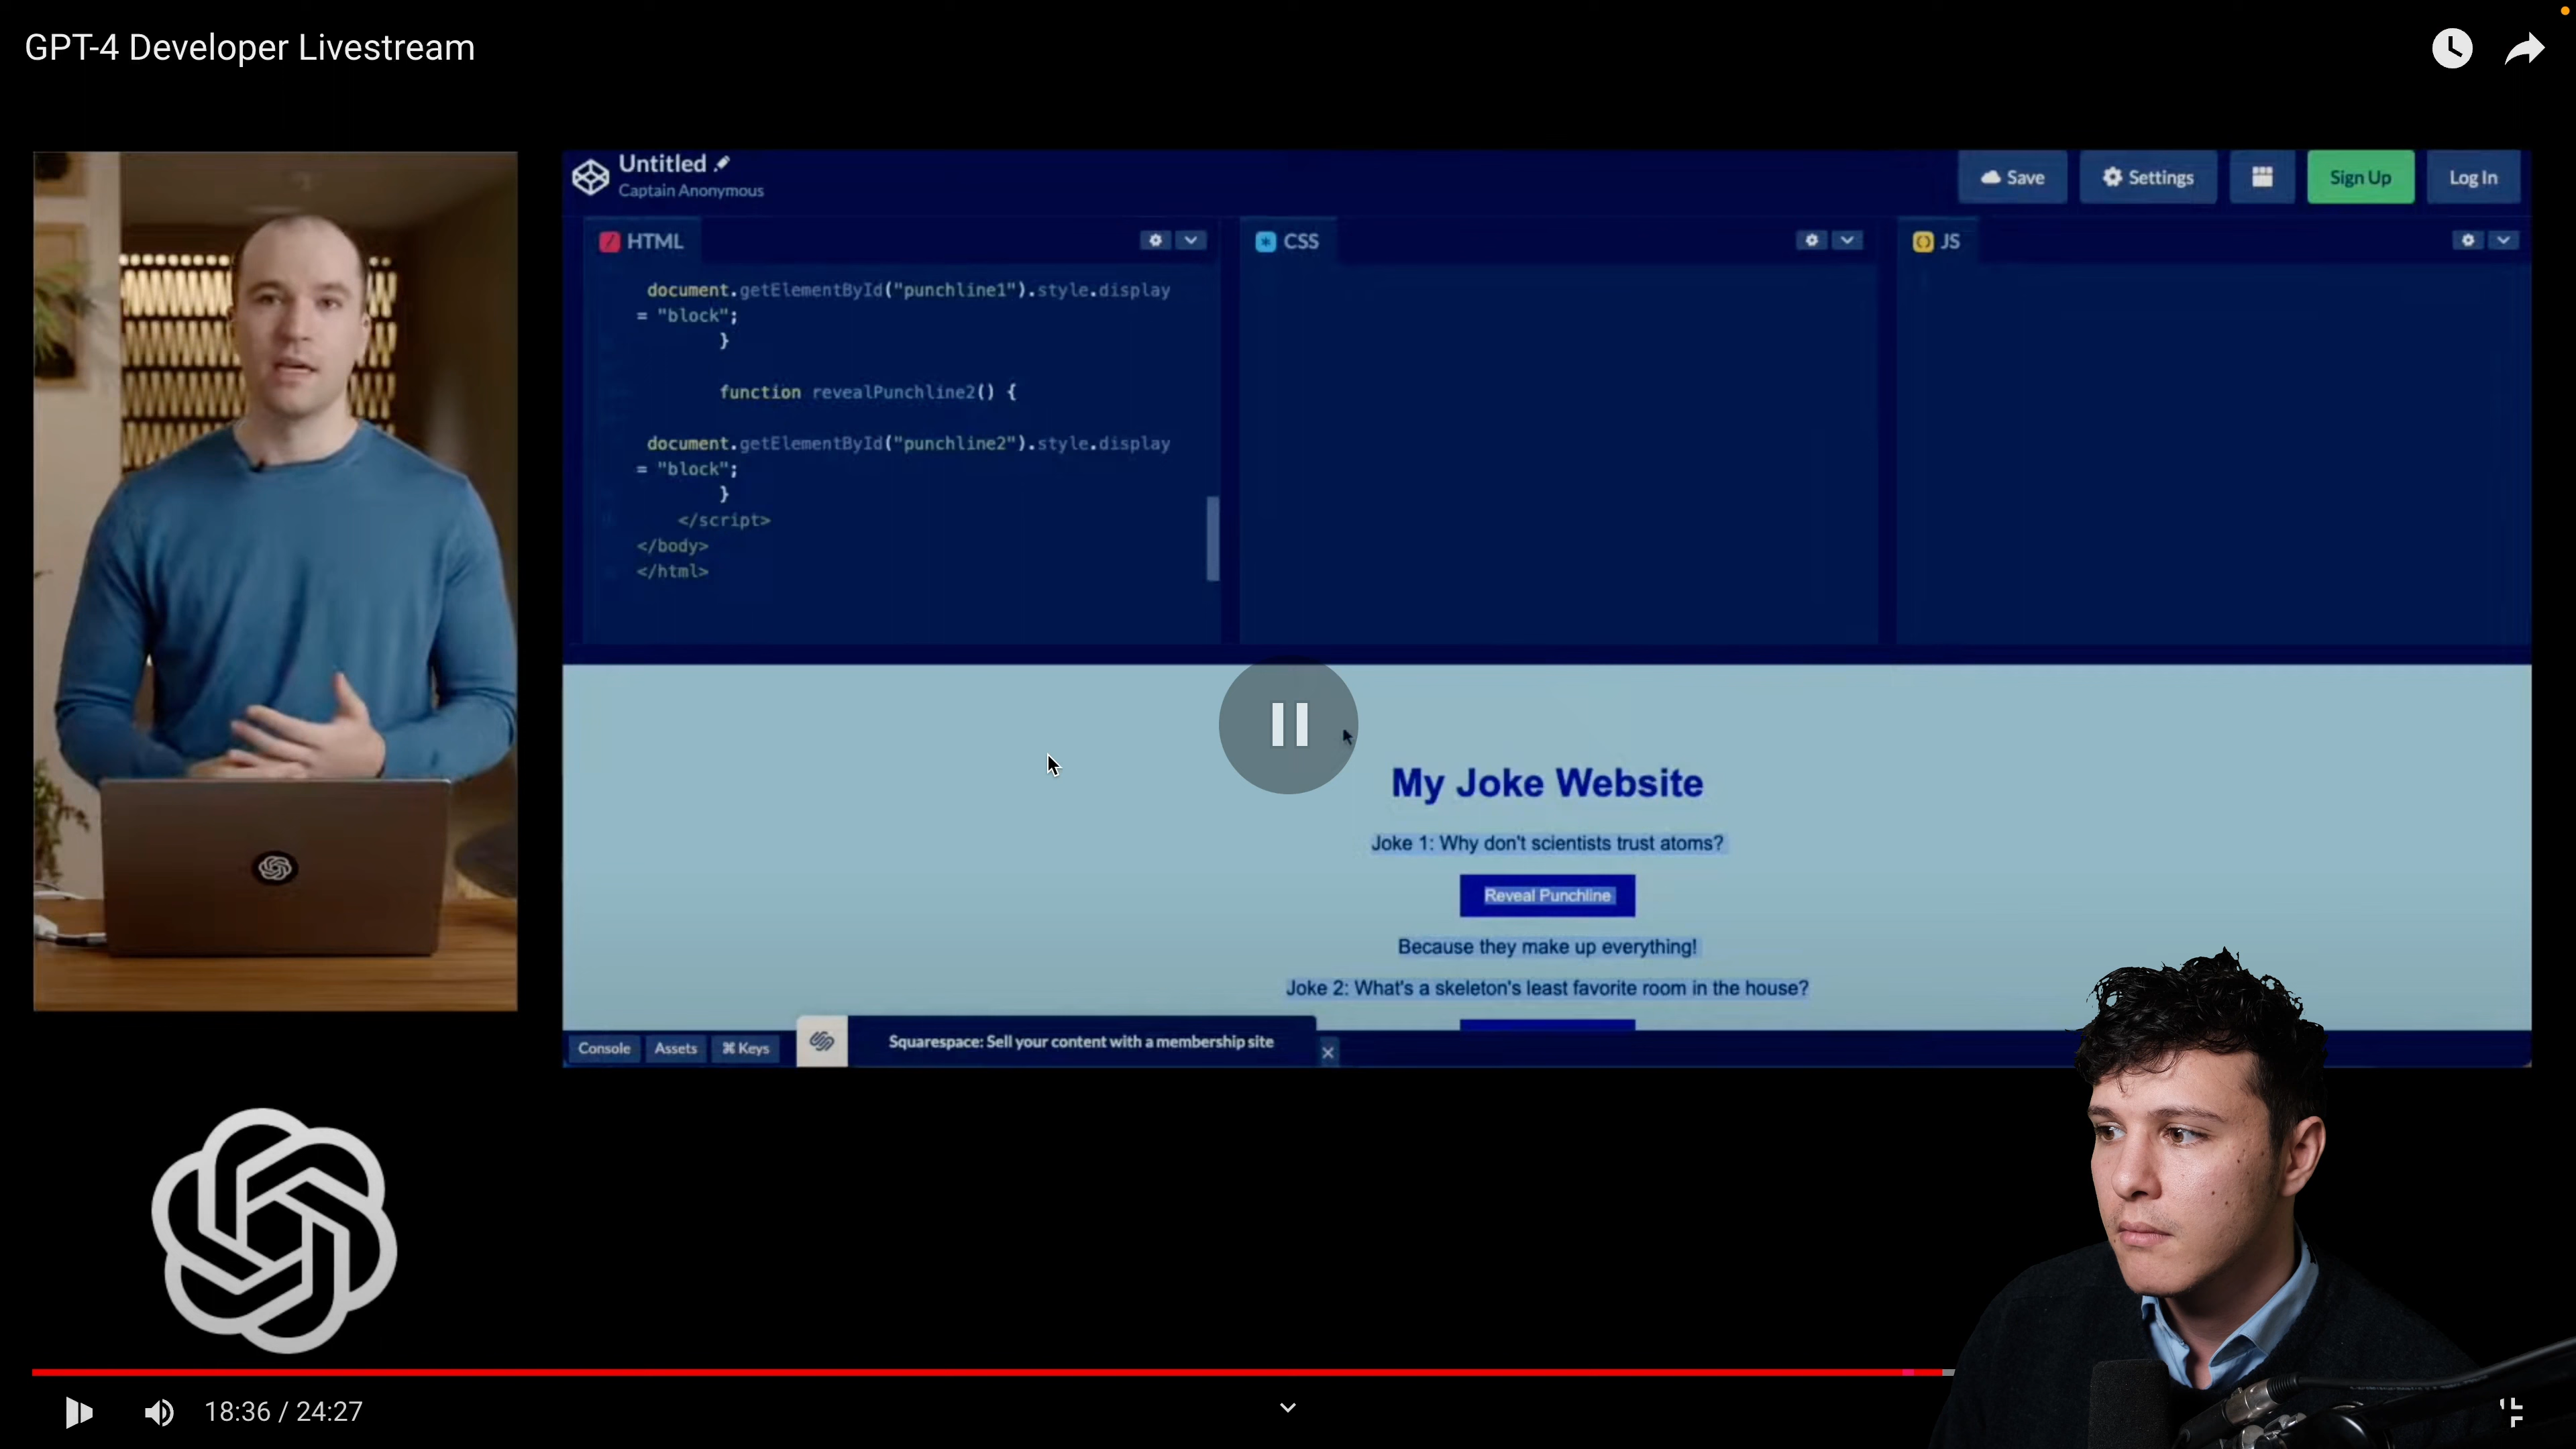 GPT-4 Developer Livestream
Untitled
Captain Anonymous
Save
Settings
Sign Up
Log In
HTML
CSS
JS
document.getElementById("punchline1").style.display
= "block";
}
function revealPunchline2() {
document.getElementById("punchline2").style.display
= "block";
}
</script>
</body>
</html>
My Joke Website
Joke 1: Why don't scientists trust atoms?
Reveal Punchline
Because they make up everything!
Joke 2: What's a skeleton's least favorite room in the house?
Console
Assets
⌘ Keys
Squarespace: Sell your content with a membership site
18:36 / 24:27